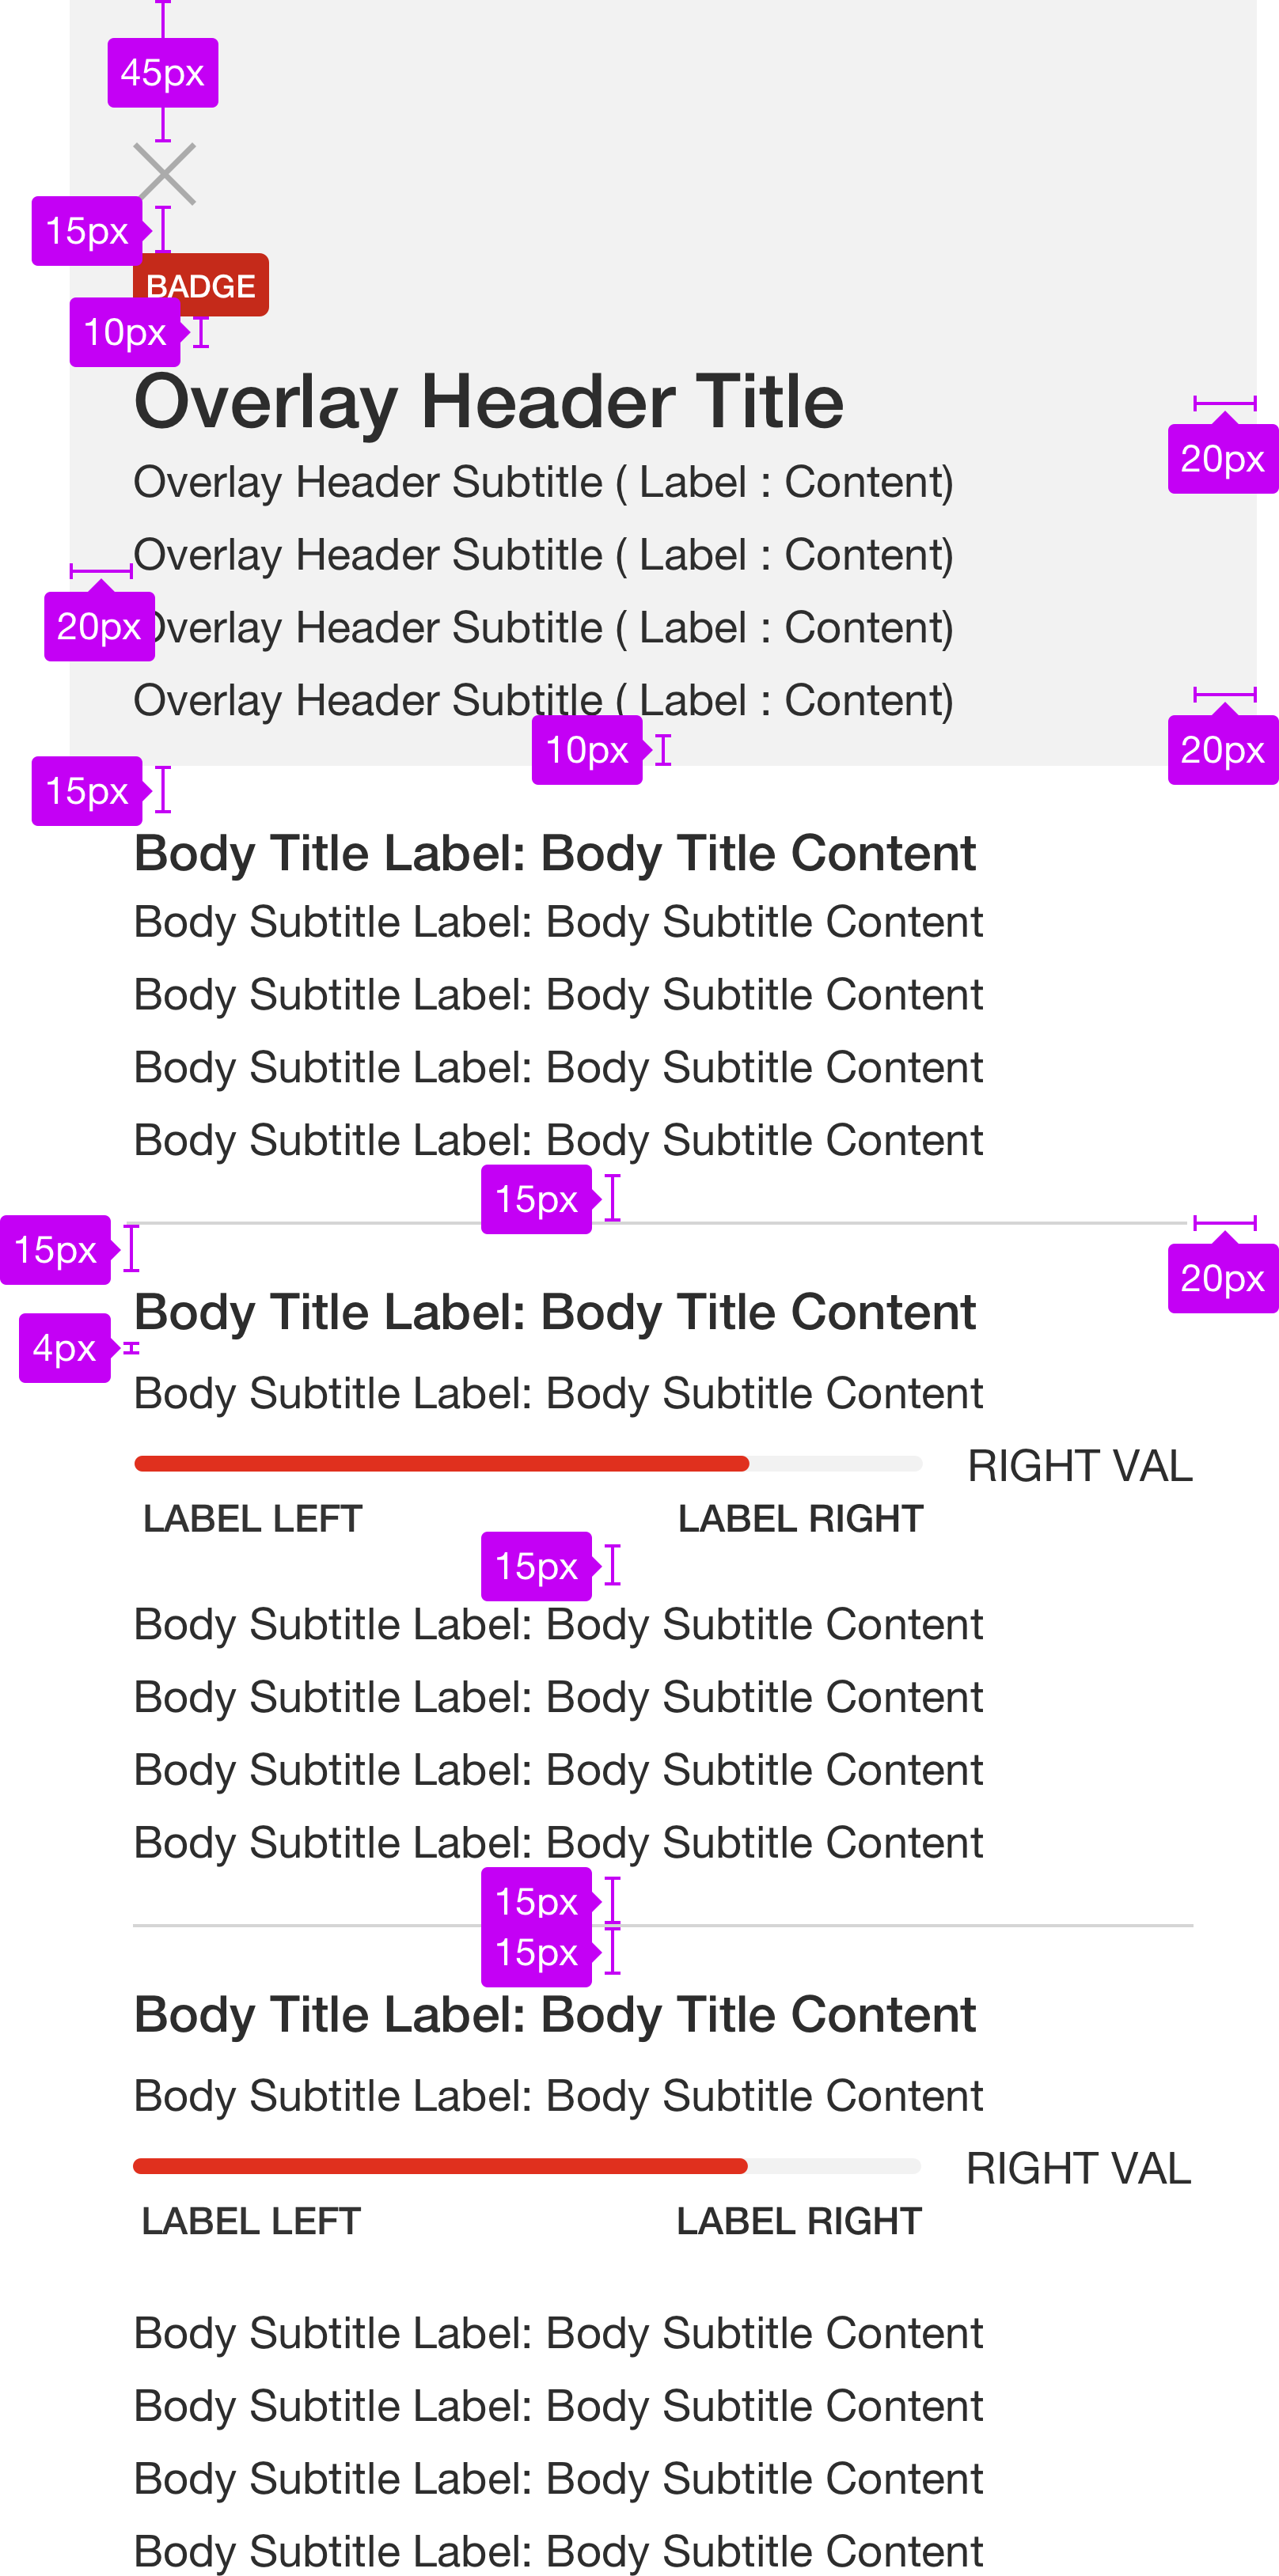 45px
15px
BADGE
10px
Overlay Header Title
20px
Overlay Header Subtitle ( Label : Content)
Overlay Header Subtitle ( Label : Content)
20px
Overlay Header Subtitle ( Label : Content)
Overlay Header Subtitle ( Label : Content)
10px
20px
15px
Body Title Label: Body Title Content
Body Subtitle Label: Body Subtitle Content
Body Subtitle Label: Body Subtitle Content
Body Subtitle Label: Body Subtitle Content
Body Subtitle Label: Body Subtitle Content
15px
15px
20px
Body Title Label: Body Title Content
4px
Body Subtitle Label: Body Subtitle Content
RIGHT VAL
LABEL LEFT LABEL RIGHT
15px
Body Subtitle Label: Body Subtitle Content
Body Subtitle Label: Body Subtitle Content
Body Subtitle Label: Body Subtitle Content
Body Subtitle Label: Body Subtitle Content
15px
15px
Body Title Label: Body Title Content
Body Subtitle Label: Body Subtitle Content
RIGHT VAL
LABEL LEFT LABEL RIGHT
Body Subtitle Label: Body Subtitle Content
Body Subtitle Label: Body Subtitle Content
Body Subtitle Label: Body Subtitle Content
Body Subtitle Label: Body Subtitle Content